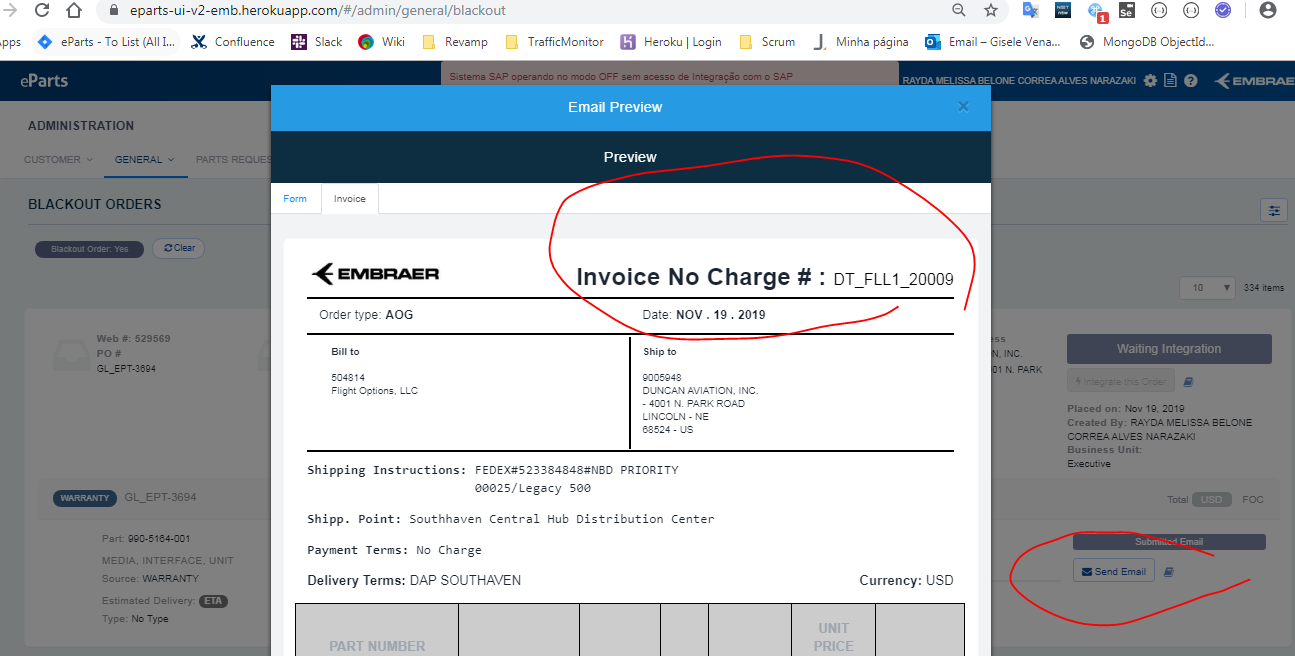 eparts-ui-v2-emb.herokuapp.com/#/admin/general/blackout
Apps eParts - To List (All I... Confluence Slack Wiki Revamp TrafficMonitor Heroku | Login Scrum Minha página Email – Gisele Vena... MongoDB ObjectId...
eParts
Sistema SAP operando no modo OFF sem acesso de Integração com o SAP
RAYDA MELISSA BELONE CORREA ALVES NARAZAKI
EMBRAE
ADMINISTRATION
CUSTOMER GENERAL PARTS REQUES
BLACKOUT ORDERS
Blackout Order: Yes Clear
10 334 items
Web #: 529569
PO #
GL_EPT-3694
WARRANTY GL_EPT-3694
Part: 990-5164-001
MEDIA, INTERFACE, UNIT
Source: WARRANTY
Estimated Delivery: ETA
Type: No Type
Email Preview ×
Preview
Form Invoice
EMBRAER
Invoice No Charge # : DT_FLL1_20009
Order type: AOG Date: NOV . 19 . 2019
Bill to
504814
Flight Options, LLC
Ship to
9005948
DUNCAN AVIATION, INC.
- 4001 N. PARK ROAD
LINCOLN - NE
68524 - US
Shipping Instructions: FEDEX#523384848#NBD PRIORITY
00025/Legacy 500
Shipp. Point: Southhaven Central Hub Distribution Center
Payment Terms: No Charge
Delivery Terms: DAP SOUTHAVEN Currency: USD
PART NUMBER
UNIT
PRICE
ss
N, INC.
01 N. PARK
Waiting Integration
Integrate this Order
Placed on: Nov 19, 2019
Created By: RAYDA MELISSA BELONE
CORREA ALVES NARAZAKI
Business Unit:
Executive
Total USD FOC
Submitted Email
Send Email
1
Se